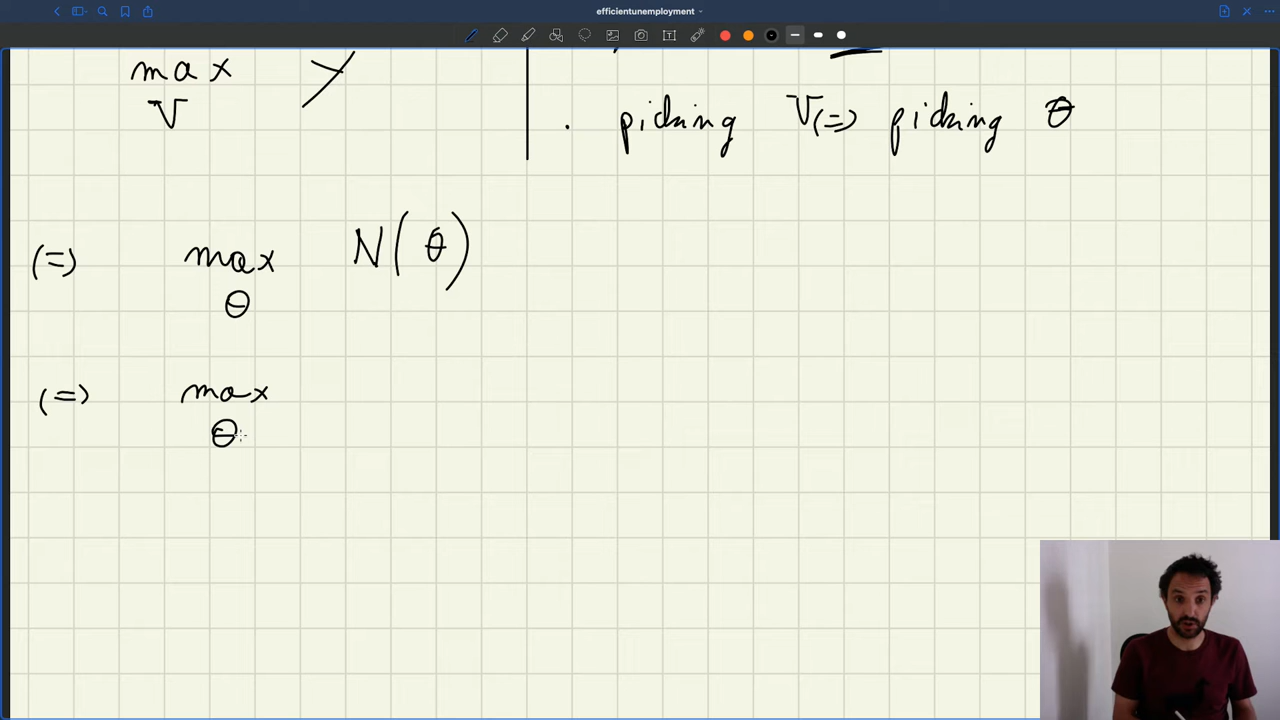 efficientunemployment
max Y
V
. picking V (=) picking θ
(=) max N(θ)
θ
(=) max
θ